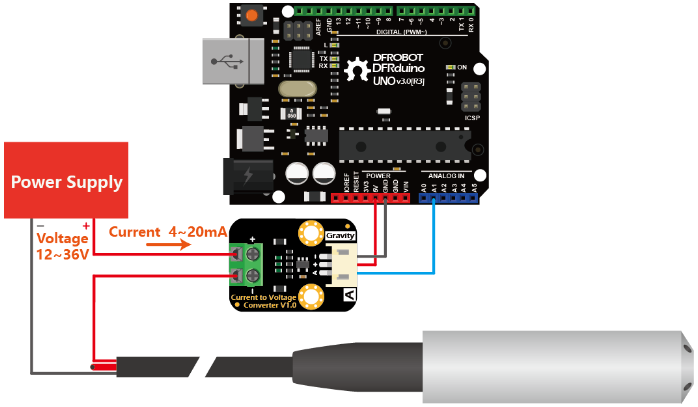 AREF
GND
13
12
~11
~10
~9
8
7
~6
~5
4
~3
2
TX 1
RX 0
DIGITAL (PWM~)
L
TX
RX
DFROBOT
DFRduino
UNO v3.0[R3]
ON
ICSP
POWER
ANALOG IN
IOREF
RESET
3V3
5V
GND
GND
VIN
A0
A1
A2
A3
A4
A5
Power Supply
− +
Voltage
12~36V
Current 4~20mA
+
−
Gravity
−
+
A
A
Current to Voltage
Converter V1.0